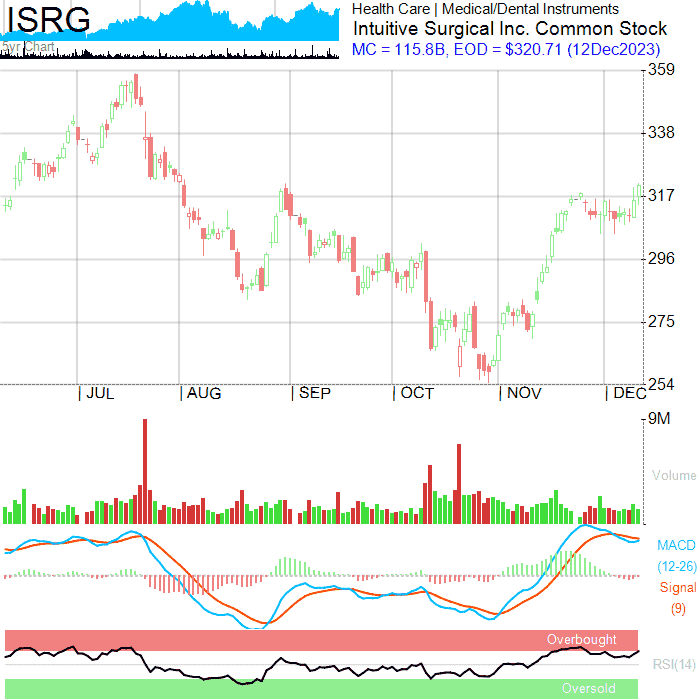 ISRG
5yr Chart
Health Care | Medical/Dental Instruments
Intuitive Surgical Inc. Common Stock
MC = 115.8B, EOD = $320.71 (12Dec2023)
359
338
317
296
275
254
| JUL | AUG | SEP | OCT | NOV | DEC
9M
Volume
MACD
(12-26)
Signal
(9)
Overbought
RSI(14)
Oversold